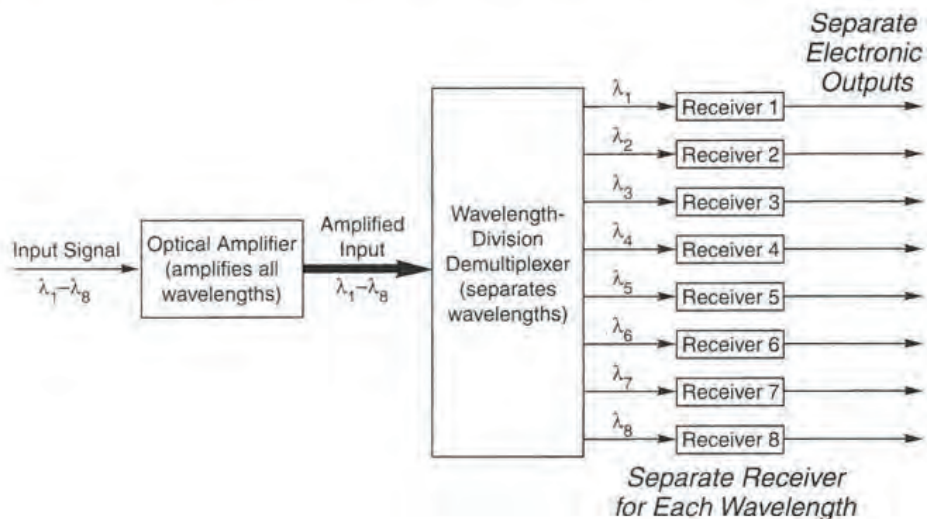 Separate
Electronic
Outputs
Input Signal
λ₁–λ₈
Optical Amplifier
(amplifies all
wavelengths)
Amplified
Input
λ₁–λ₈
Wavelength-
Division
Demultiplexer
(separates
wavelengths)
λ₁
Receiver 1
λ₂
Receiver 2
λ₃
Receiver 3
λ₄
Receiver 4
λ₅
Receiver 5
λ₆
Receiver 6
λ₇
Receiver 7
λ₈
Receiver 8
Separate Receiver
for Each Wavelength